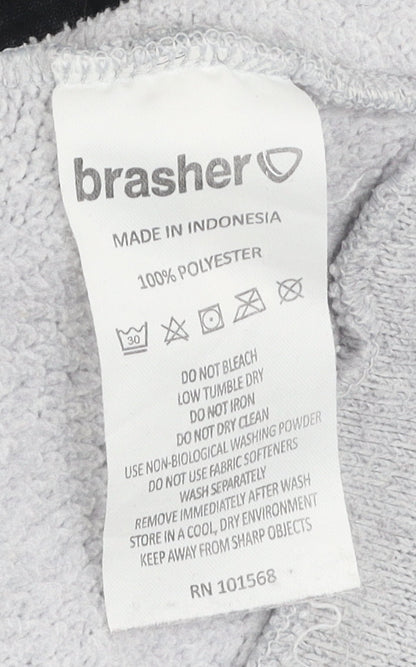 brasher
MADE IN INDONESIA
100% POLYESTER
30
DO NOT BLEACH
LOW TUMBLE DRY
DO NOT IRON
DO NOT DRY CLEAN
USE NON-BIOLOGICAL WASHING POWDER
DO NOT USE FABRIC SOFTENERS
WASH SEPARATELY
REMOVE IMMEDIATELY AFTER WASH
STORE IN A COOL, DRY ENVIRONMENT
KEEP AWAY FROM SHARP OBJECTS
RN 101568